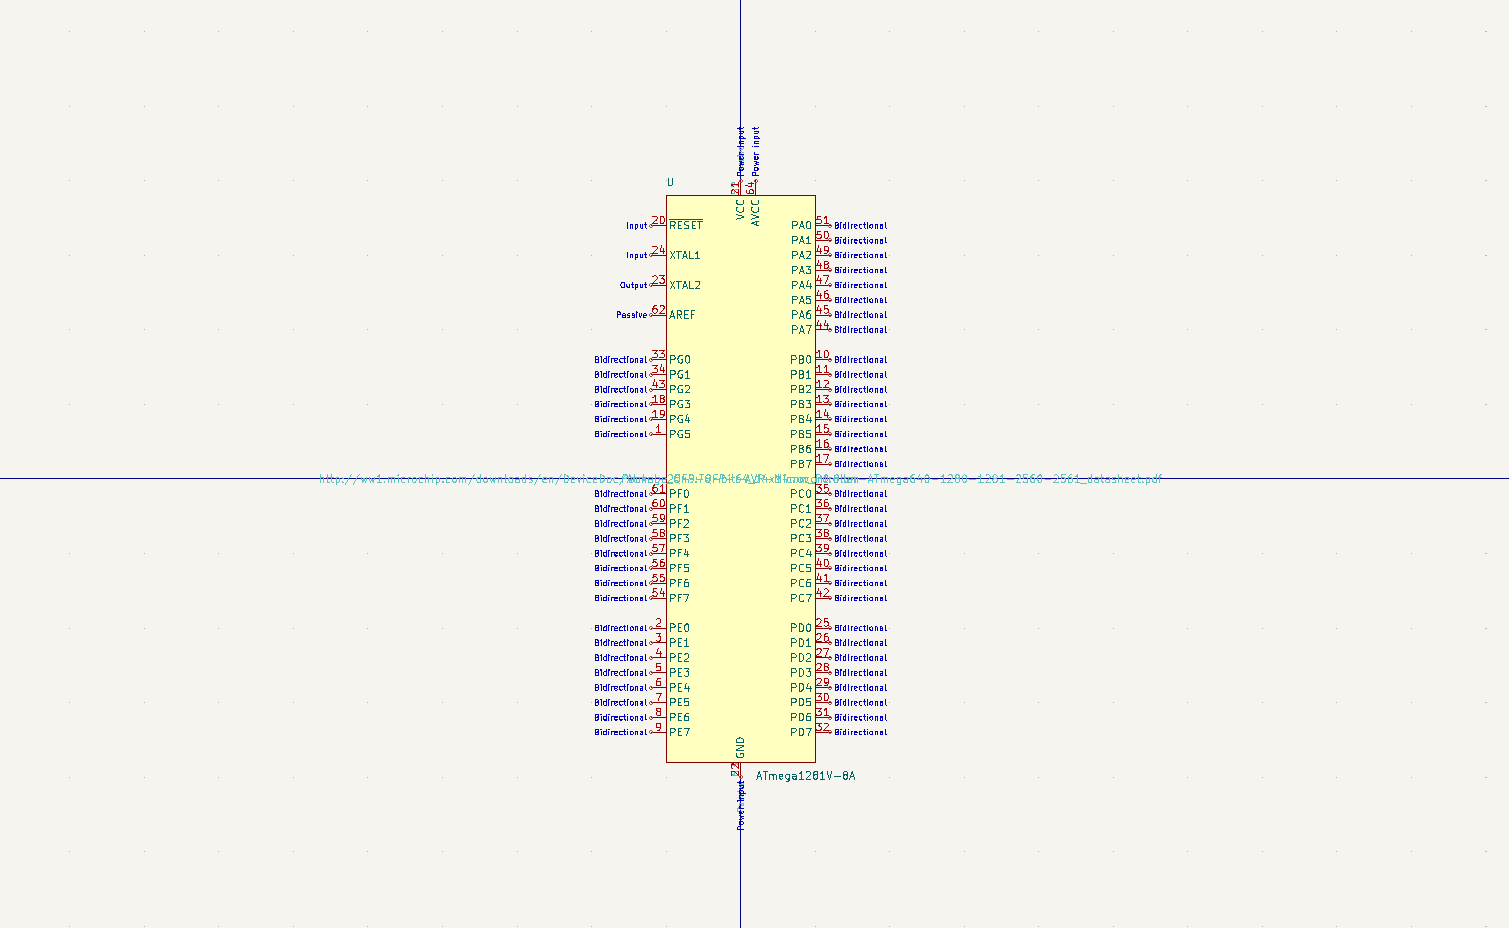 Power input Power input
U
21 64
VCC AVCC
Input 20 RESET PA0 51 Bidirectional
PA1 50 Bidirectional
Input 24 XTAL1 PA2 49 Bidirectional
PA3 48 Bidirectional
Output 23 XTAL2 PA4 47 Bidirectional
PA5 46 Bidirectional
Passive 62 AREF PA6 45 Bidirectional
PA7 44 Bidirectional
Bidirectional 33 PG0 PB0 10 Bidirectional
Bidirectional 34 PG1 PB1 11 Bidirectional
Bidirectional 43 PG2 PB2 12 Bidirectional
Bidirectional 18 PG3 PB3 13 Bidirectional
Bidirectional 19 PG4 PB4 14 Bidirectional
Bidirectional 1 PG5 PB5 15 Bidirectional
PB6 16 Bidirectional
PB7 17 Bidirectional
http://ww1.microchip.com/downloads/en/DeviceDoc/ ATmega640-1280-1281-2560-2561_datasheet.pdf
Bidirectional 61 PF0 PC0 35 Bidirectional
Bidirectional 60 PF1 PC1 36 Bidirectional
Bidirectional 59 PF2 PC2 37 Bidirectional
Bidirectional 58 PF3 PC3 38 Bidirectional
Bidirectional 57 PF4 PC4 39 Bidirectional
Bidirectional 56 PF5 PC5 40 Bidirectional
Bidirectional 55 PF6 PC6 41 Bidirectional
Bidirectional 54 PF7 PC7 42 Bidirectional
Bidirectional 2 PE0 PD0 25 Bidirectional
Bidirectional 3 PE1 PD1 26 Bidirectional
Bidirectional 4 PE2 PD2 27 Bidirectional
Bidirectional 5 PE3 PD3 28 Bidirectional
Bidirectional 6 PE4 PD4 29 Bidirectional
Bidirectional 7 PE5 PD5 30 Bidirectional
Bidirectional 8 PE6 PD6 31 Bidirectional
Bidirectional 9 PE7 PD7 32 Bidirectional
GND
22
ATmega1281V-8A
Power input